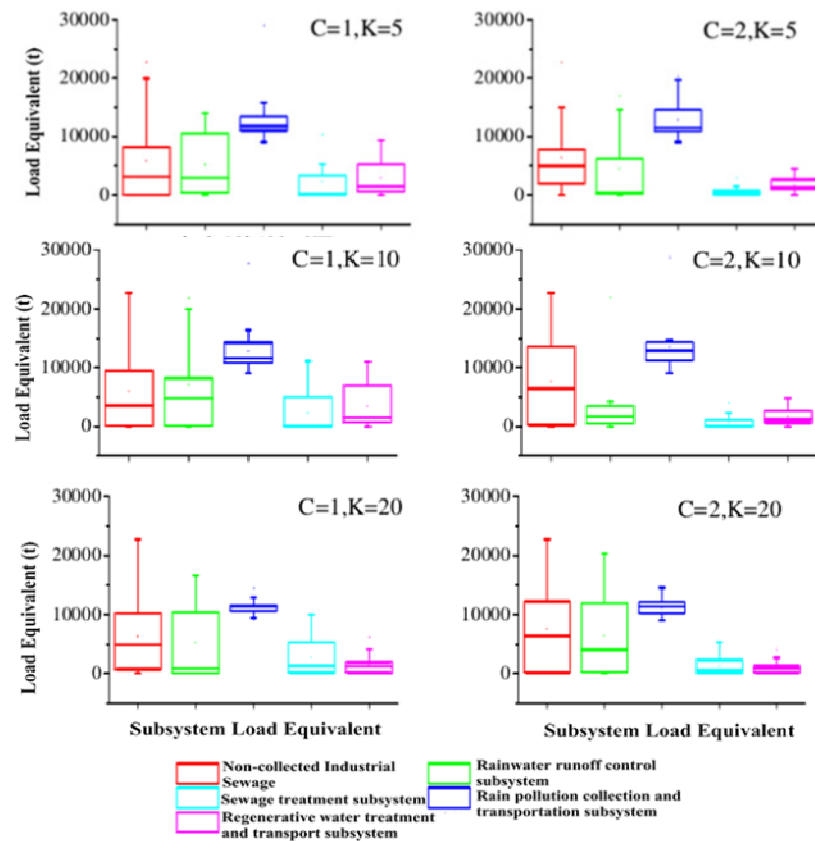 30000
C=1,K=5
20000
10000
0
Load Equivalent (t)
30000
C=2,K=5
20000
10000
0
30000
C=1,K=10
20000
10000
0
Load Equivalent (t)
30000
C=2,K=10
20000
10000
0
30000
C=1,K=20
20000
10000
0
Load Equivalent (t)
30000
C=2,K=20
20000
10000
0
Subsystem Load Equivalent
Subsystem Load Equivalent
Non-collected Industrial
Sewage
Rainwater runoff control
subsystem
Sewage treatment subsystem
Rain pollution collection and
transportation subsystem
Regenerative water treatment
and transport subsystem